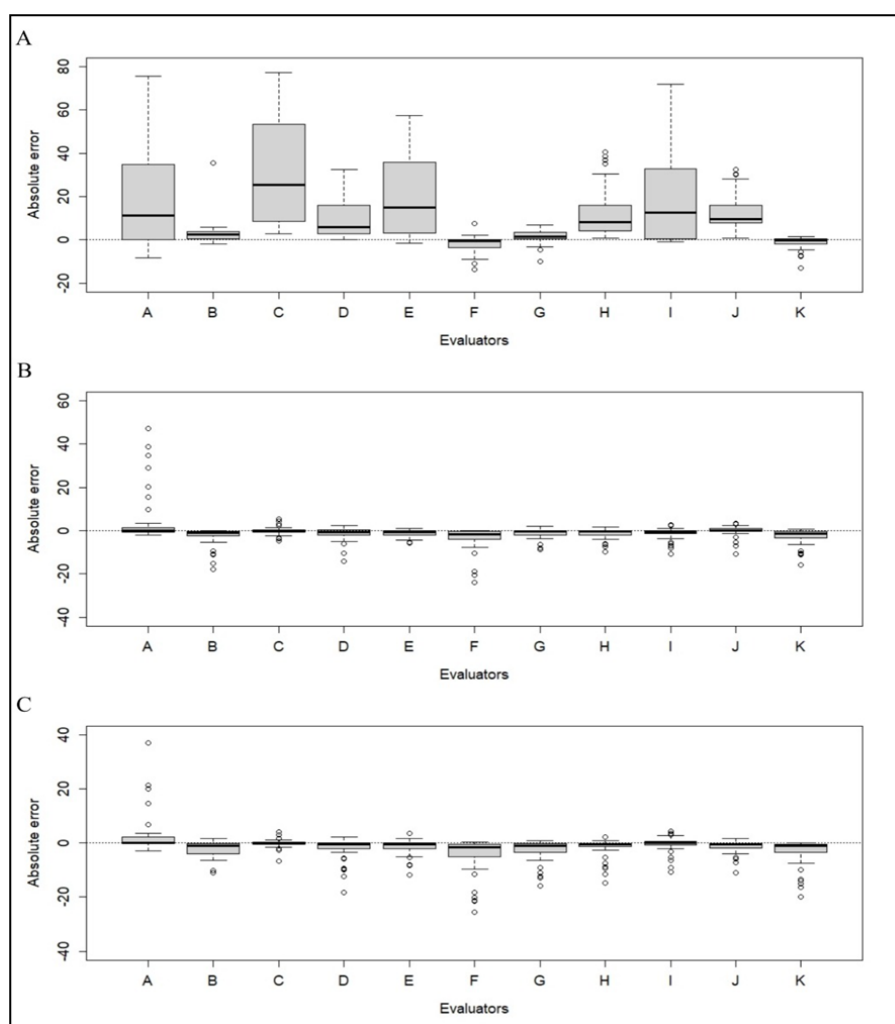 A
Absolute error
80
60
40
20
0
-20
A B C D E F G H I J K
Evaluators
B
Absolute error
60
40
20
0
-20
-40
A B C D E F G H I J K
Evaluators
C
Absolute error
40
20
0
-20
-40
A B C D E F G H I J K
Evaluators